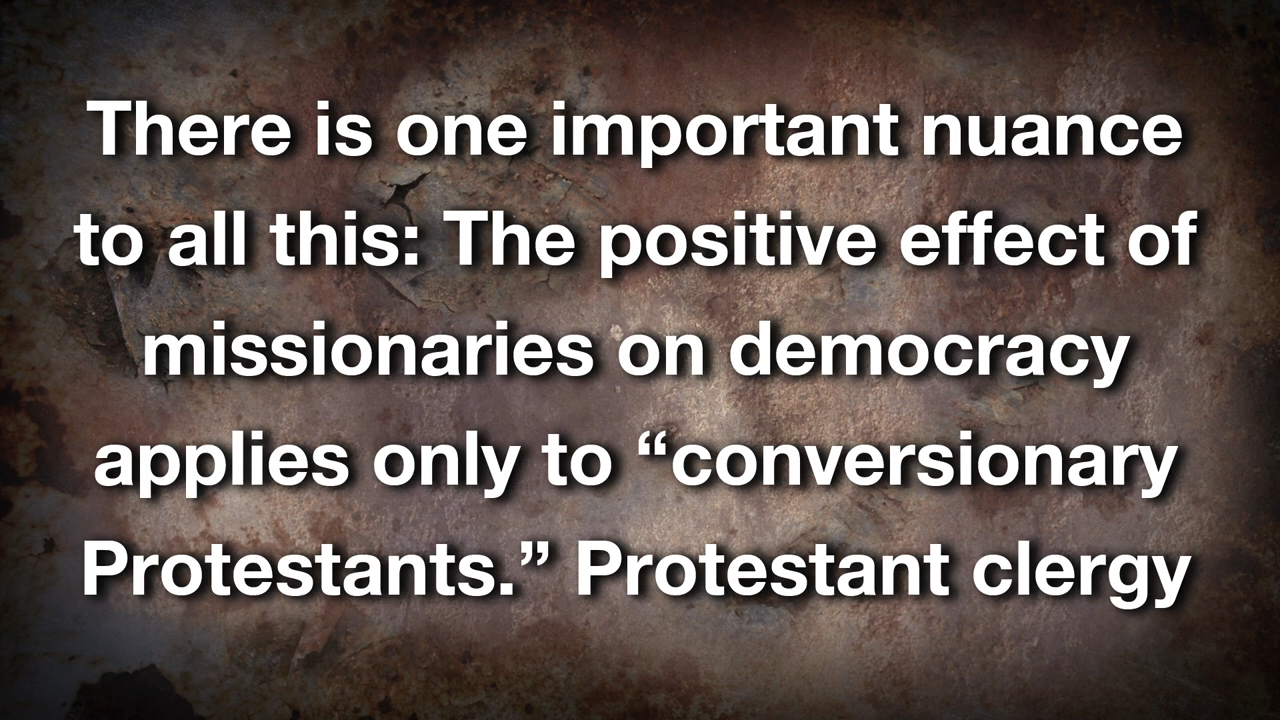 There is one important nuance
to all this: The positive effect of
missionaries on democracy
applies only to “conversionary
Protestants.” Protestant clergy